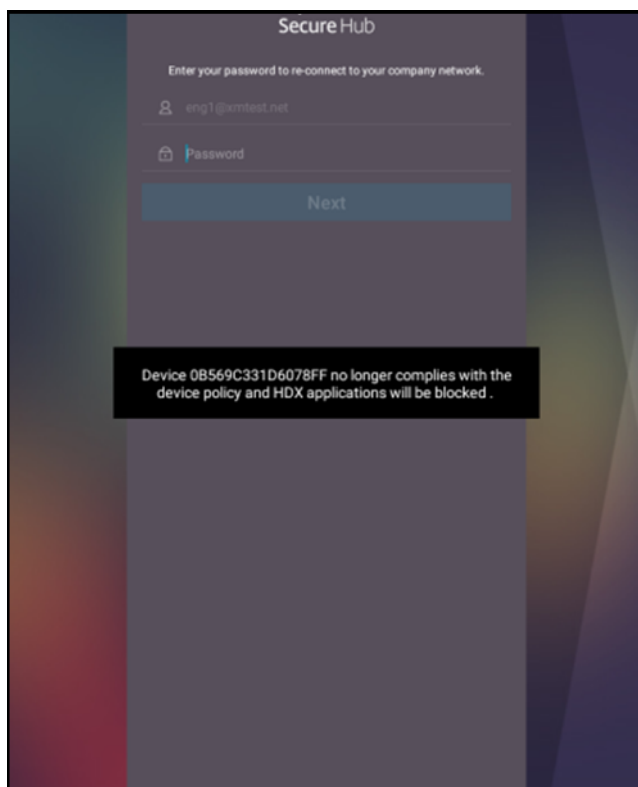 Secure Hub
Enter your password to re-connect to your company network.
eng1@xmtest.net
Password
Next
Device 0B569C331D6078FF no longer complies with the
device policy and HDX applications will be blocked .